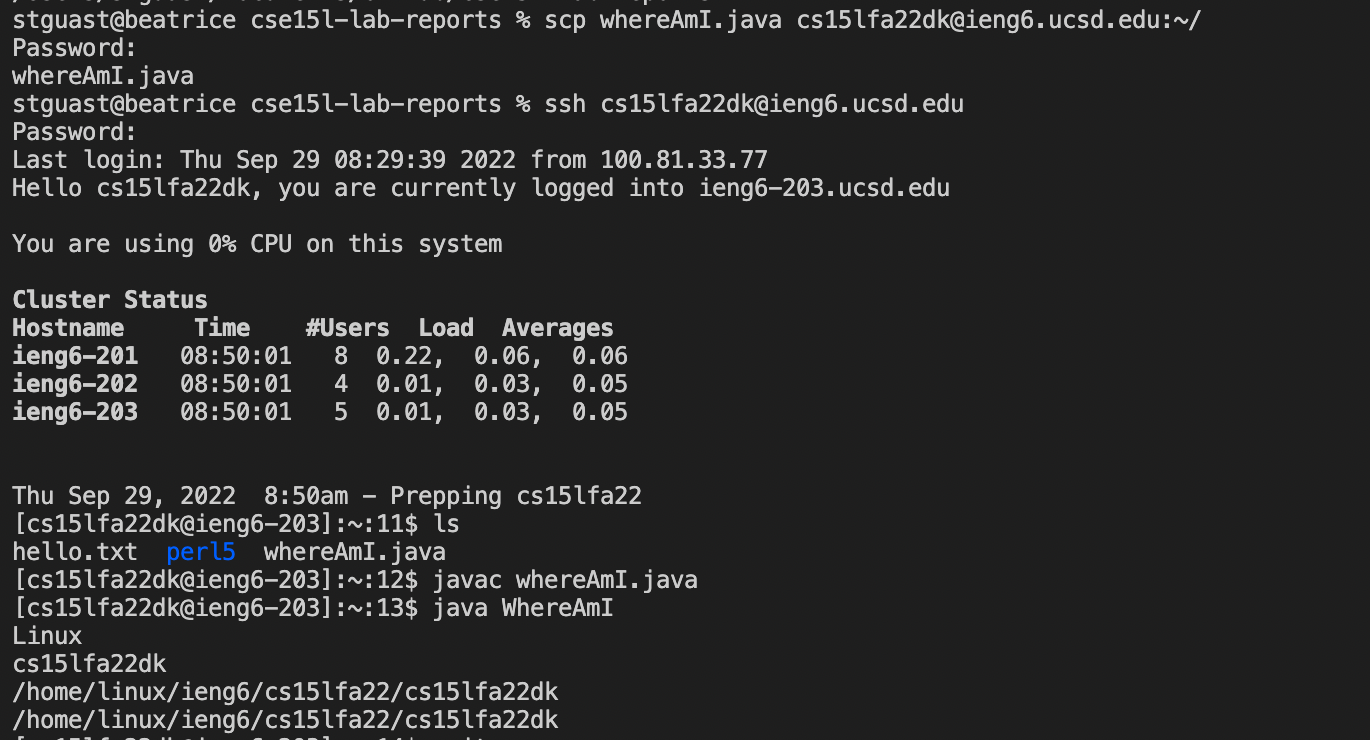 stguast@beatrice cse15l-lab-reports % scp whereAmI.java cs15lfa22dk@ieng6.ucsd.edu:~/
Password:
whereAmI.java
stguast@beatrice cse15l-lab-reports % ssh cs15lfa22dk@ieng6.ucsd.edu
Password:
Last login: Thu Sep 29 08:29:39 2022 from 100.81.33.77
Hello cs15lfa22dk, you are currently logged into ieng6-203.ucsd.edu
You are using 0% CPU on this system
Cluster Status
Hostname     Time    #Users  Load  Averages
ieng6-201   08:50:01   8  0.22,  0.06,  0.06
ieng6-202   08:50:01   4  0.01,  0.03,  0.05
ieng6-203   08:50:01   5  0.01,  0.03,  0.05
Thu Sep 29, 2022  8:50am - Prepping cs15lfa22
[cs15lfa22dk@ieng6-203]:~:11$ ls
hello.txt  perl5  whereAmI.java
[cs15lfa22dk@ieng6-203]:~:12$ javac whereAmI.java
[cs15lfa22dk@ieng6-203]:~:13$ java WhereAmI
Linux
cs15lfa22dk
/home/linux/ieng6/cs15lfa22/cs15lfa22dk
/home/linux/ieng6/cs15lfa22/cs15lfa22dk